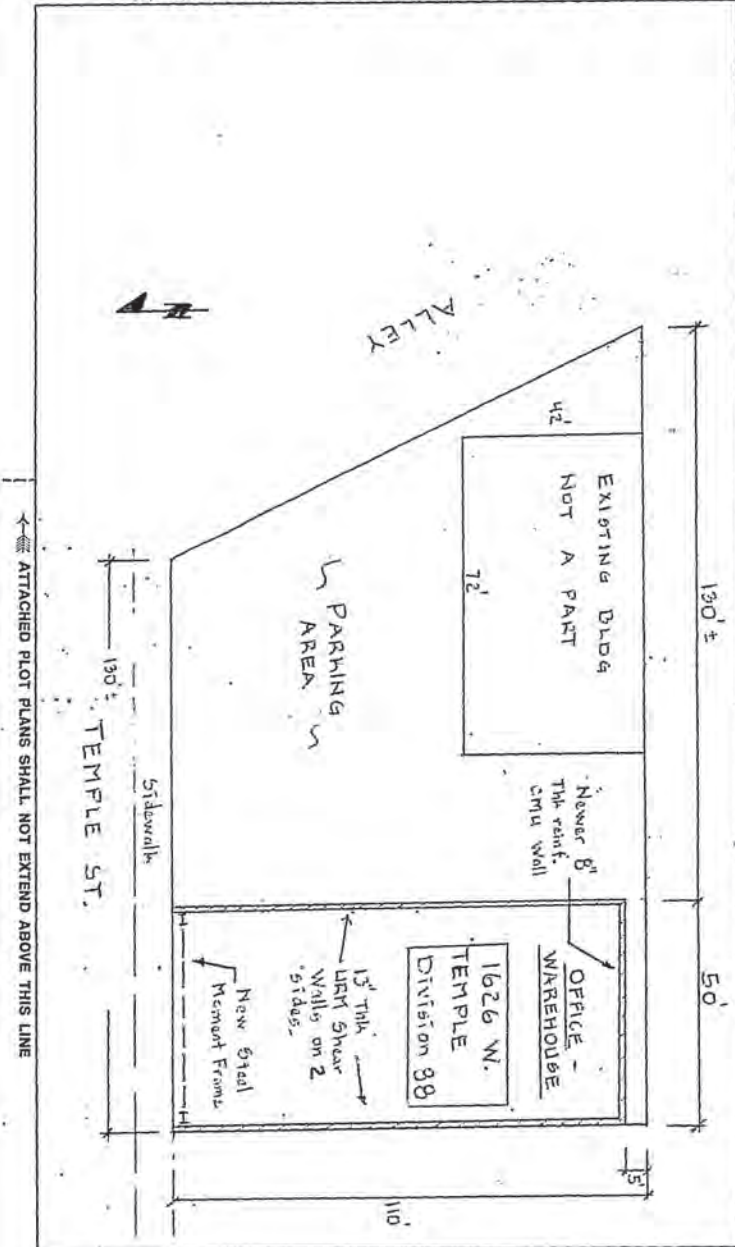 130' ±
50'
5'
110'
ALLEY
42'
EXISTING BLDG
NOT A PART
72'
PARKING
AREA
Newer 8"
Thk reinf.
CMU Wall
OFFICE -
WAREHOUSE
1626 W.
TEMPLE
Division 88
13" Thk
URM Shear
Walls on 2
sides.
New Steel
Moment Frame
N
Sidewalk
130' ±
TEMPLE ST.
ATTACHED PLOT PLANS SHALL NOT EXTEND ABOVE THIS LINE